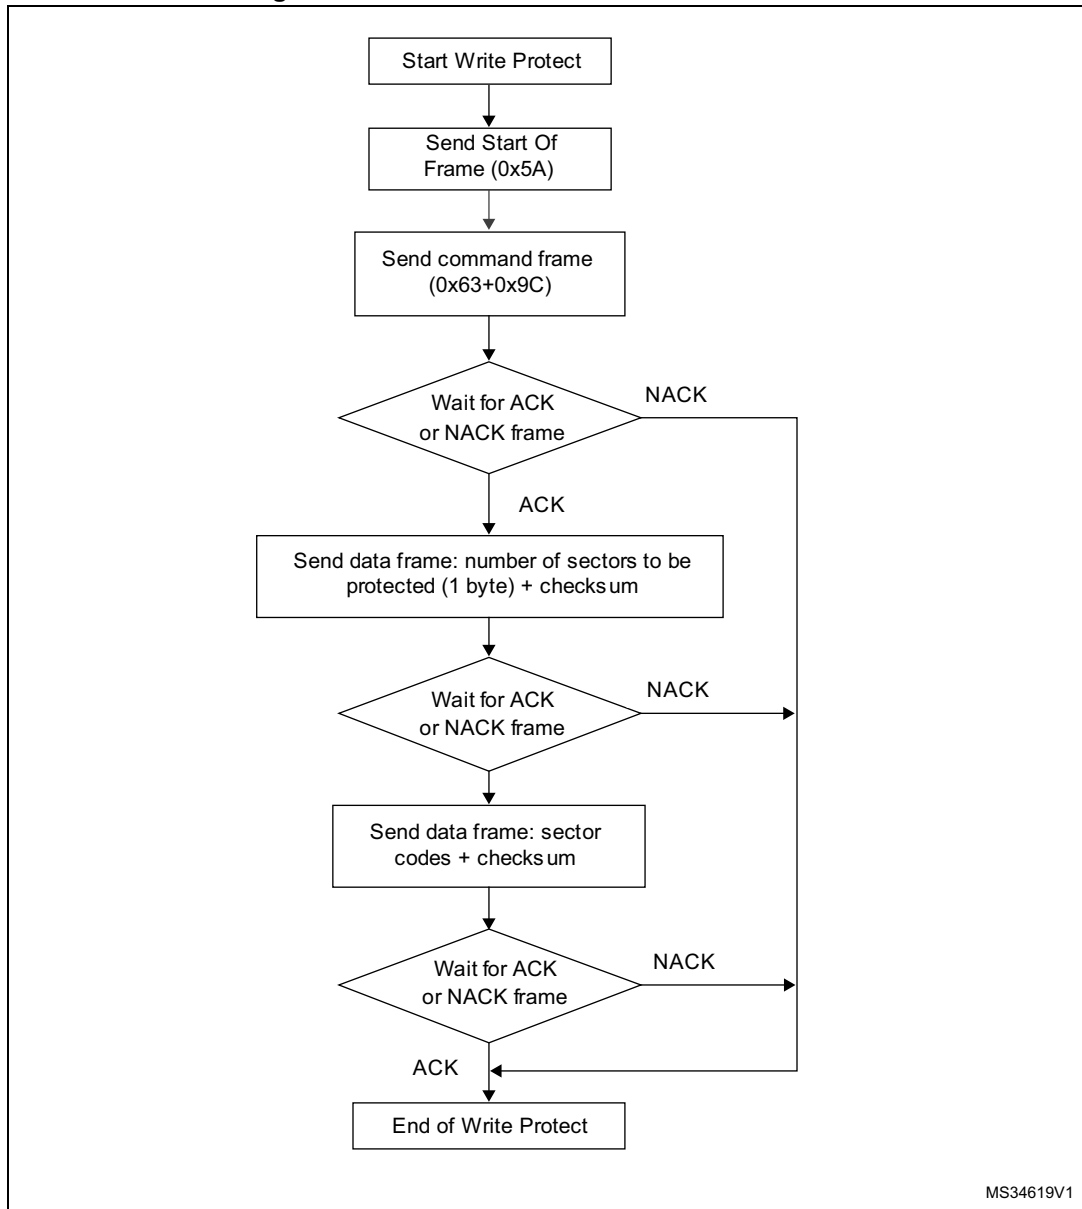 Start Write Protect
Send Start Of
Frame (0x5A)
Send command frame
(0x63+0x9C)
Wait for ACK
or NACK frame
NACK
ACK
Send data frame: number of sectors to be
protected (1 byte) + checksum
Wait for ACK
or NACK frame
NACK
Send data frame: sector
codes + checksum
Wait for ACK
or NACK frame
NACK
ACK
End of Write Protect
MS34619V1